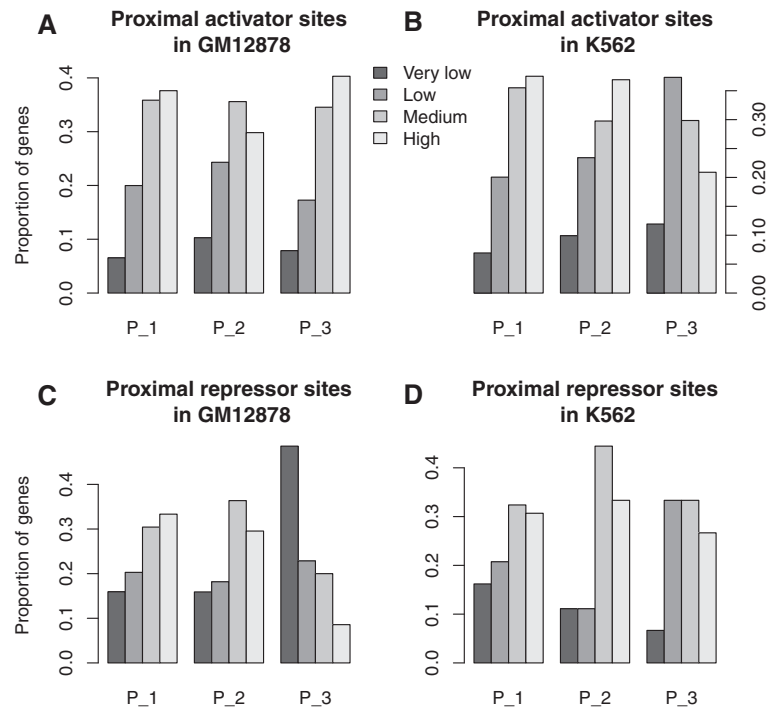 A
Proximal activator sites
in GM12878
B
Proximal activator sites
in K562
Very low
Low
Medium
High
Proportion of genes
0.0
0.1
0.2
0.3
0.4
P_1
P_2
P_3
P_1
P_2
P_3
0.00
0.10
0.20
0.30
C
Proximal repressor sites
in GM12878
D
Proximal repressor sites
in K562
Proportion of genes
0.0
0.1
0.2
0.3
0.4
P_1
P_2
P_3
0.0
0.1
0.2
0.3
0.4
P_1
P_2
P_3